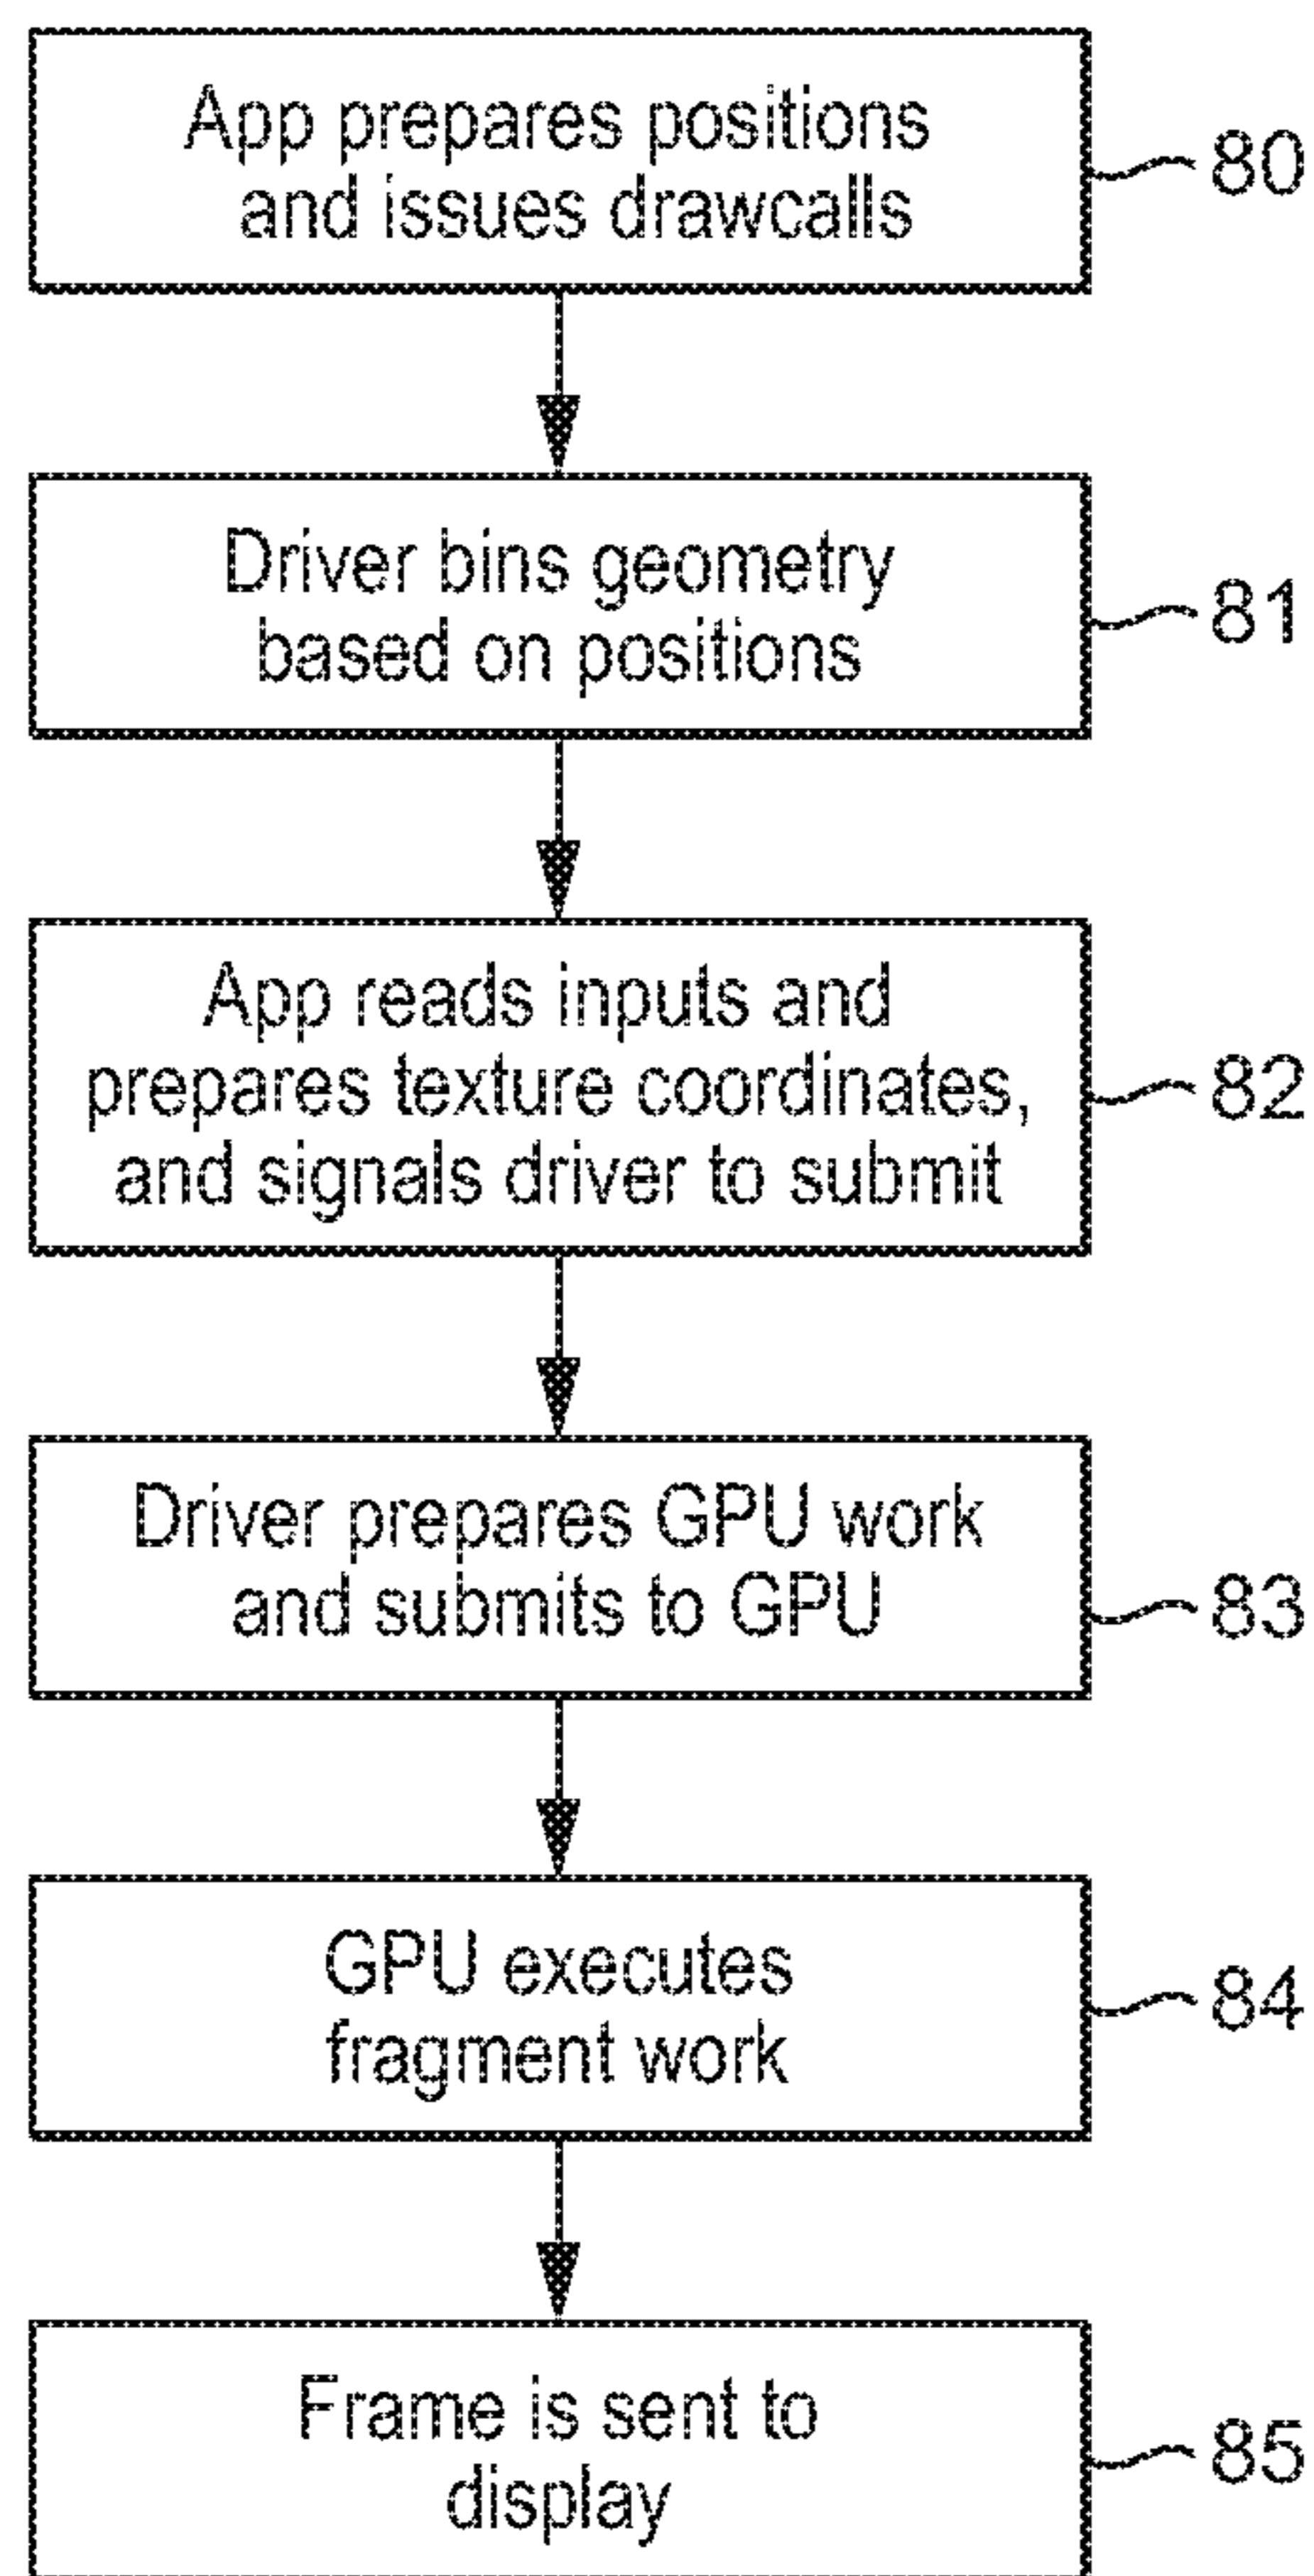 App prepares positions
and issues drawcalls
80
Driver bins geometry
based on positions
81
App reads inputs and
prepares texture coordinates,
and signals driver to submit
82
Driver prepares GPU work
and submits to GPU
83
GPU executes
fragment work
84
Frame is sent to
display
85